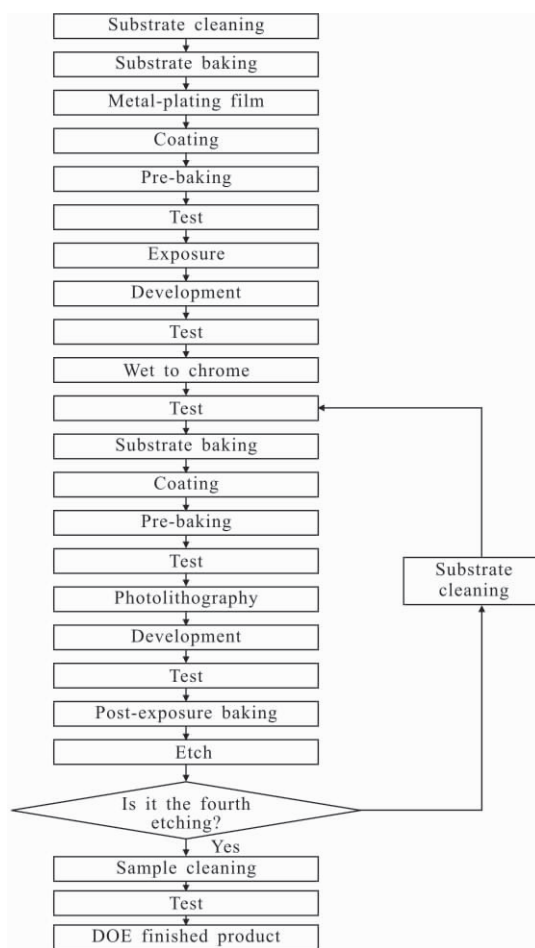 Substrate cleaning
Substrate baking
Metal-plating film
Coating
Pre-baking
Test
Exposure
Development
Test
Wet to chrome
Test
Substrate baking
Coating
Pre-baking
Test
Photolithography
Development
Test
Post-exposure baking
Etch
Substrate
cleaning
Is it the fourth
etching?
Yes
Sample cleaning
Test
DOE finished product